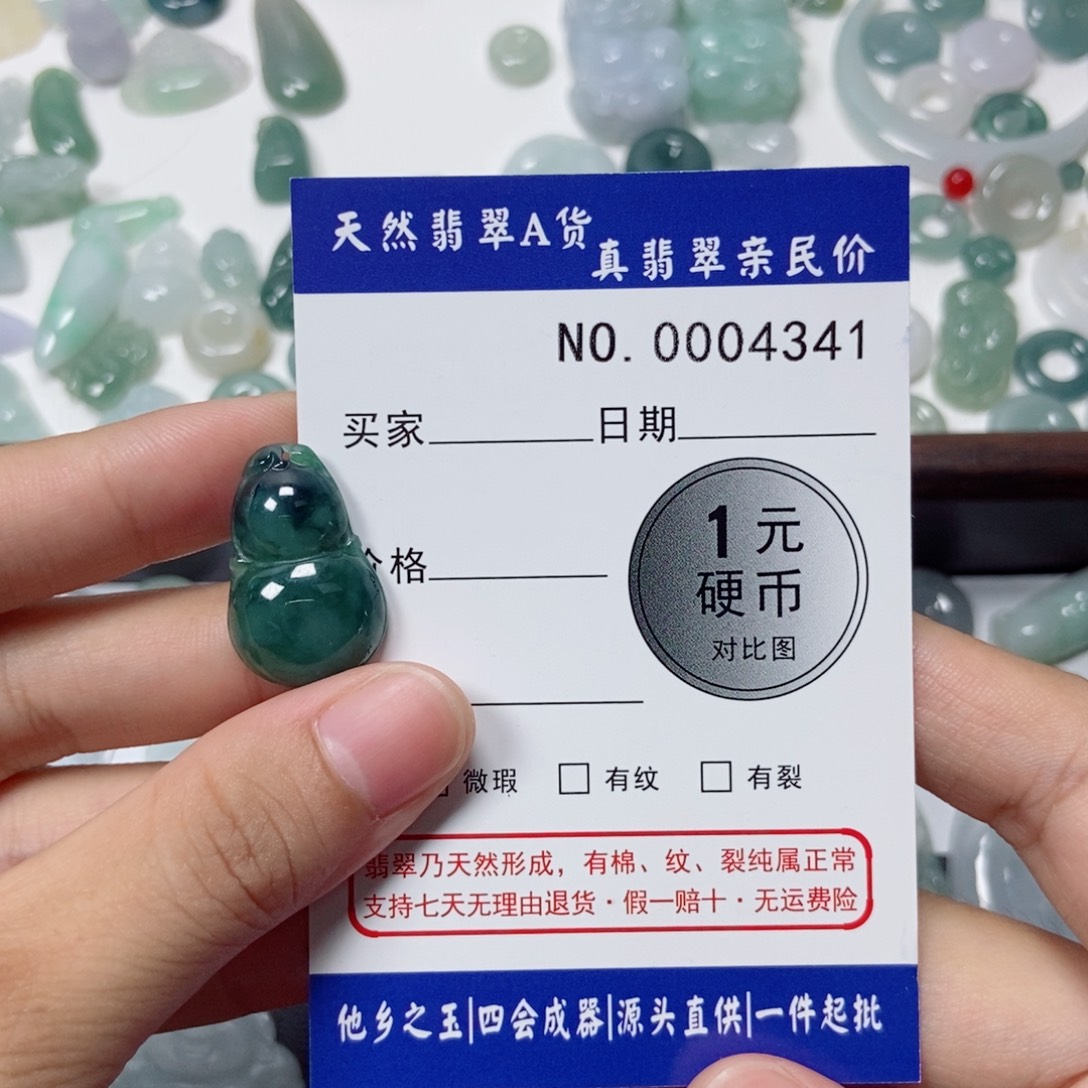 天然翡翠A货
真翡翠亲民价
NO. 0004341
买家 日期
格
1元
硬币
对比图
微瑕 有纹 有裂
翡翠乃天然形成，有棉、纹、裂纯属正常
支持七天无理由退货·假一赔十·无运费险
他乡之玉|四会成器|源头直供|一件起批